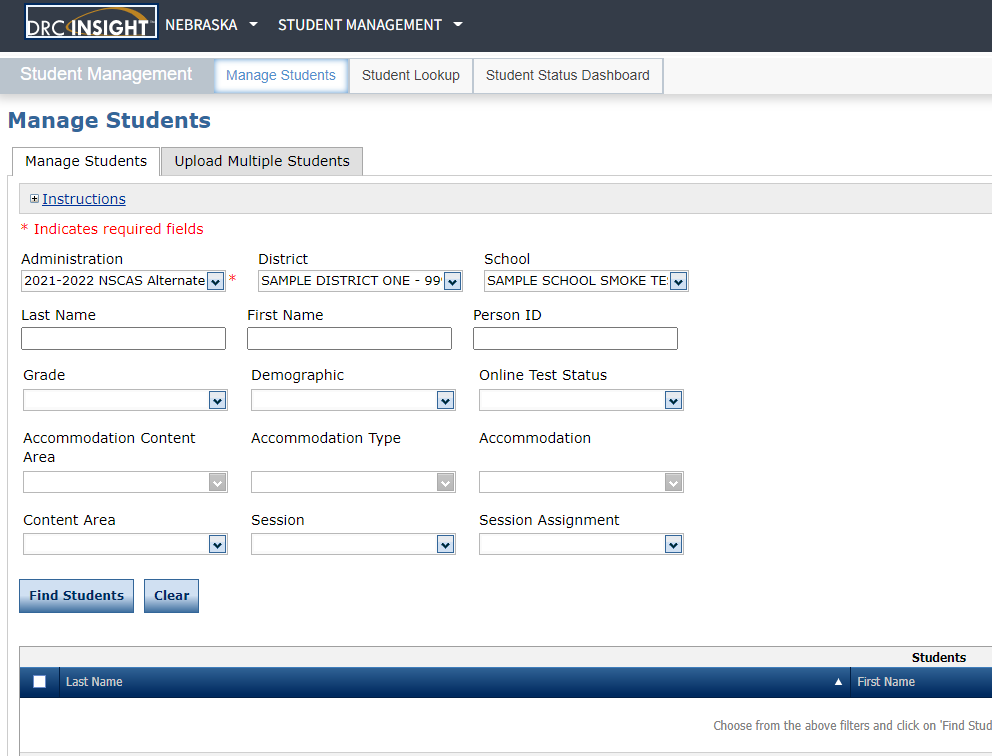 DRC INSIGHT NEBRASKA STUDENT MANAGEMENT
Student Management Manage Students Student Lookup Student Status Dashboard
Manage Students
Manage Students Upload Multiple Students
Instructions
* Indicates required fields
Administration District School
2021-2022 NSCAS Alternate * SAMPLE DISTRICT ONE - 99 SAMPLE SCHOOL SMOKE TE
Last Name First Name Person ID
Grade Demographic Online Test Status
Accommodation Content Area Accommodation Type Accommodation
Content Area Session Session Assignment
Find Students Clear
Students
Last Name First Name
Choose from the above filters and click on 'Find Stud